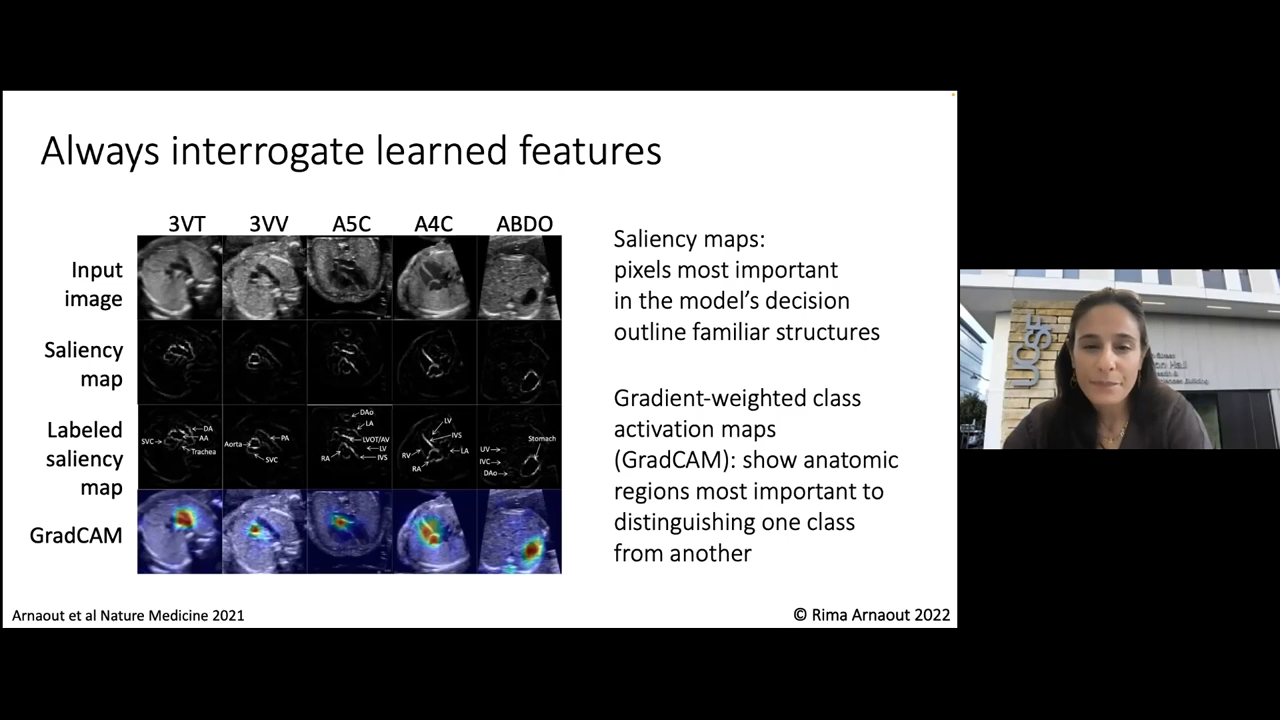 Always interrogate learned features
3VT 3VV A5C A4C ABDO
Input
image
Saliency
map
Labeled
saliency
map
GradCAM
SVC
DA
AA
Trachea
Aorta
PA
SVC
DAo
LA
LVOT/AV
LV
IVS
RA
LV
IVS
LA
RV
RA
Stomach
UV
IVC
DAo
Saliency maps:
pixels most important
in the model's decision
outline familiar structures
Gradient-weighted class
activation maps
(GradCAM): show anatomic
regions most important to
distinguishing one class
from another
Arnaout et al Nature Medicine 2021
© Rima Arnaout 2022
UCSF
Hall
Building